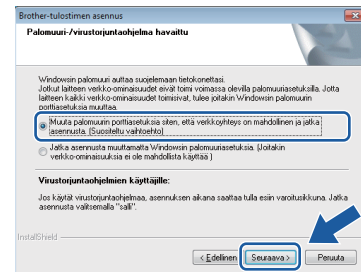 Brother-tulostimen asennus
Palomuuri-/virustorjuntaohjelma havaittu
Windowsin palomuuri auttaa suojelemaan tietokonettasi.
Jotkut laitteen verkko-ominaisuudet eivät toimi voimassa olevilla palomuuriasetuksilla. Jotta
laitteen kaikki verkko-ominaisuudet toimisivat, tulee joitakin Windowsin palomuurin
porttiasetuksia muuttaa.
Muuta palomuurin porttiasetuksia siten, että verkkoyhteys on mahdollinen ja jatka
asennusta. (Suositeltu vaihtoehto)
Jatka asennusta muuttamatta Windowsin palomuuriasetuksia. (Joitakin
verkko-ominaisuuksia ei ole mahdollista käyttää )
Virustorjuntaohjelmien käyttäjille:
Jos käytät virustorjuntaohjelmaa, asennuksen aikana saattaa tulla esiin varoitusikkuna. Jatka
asennusta valitsemalla "salli".
InstallShield
< Edellinen
Seuraava >
Peruuta